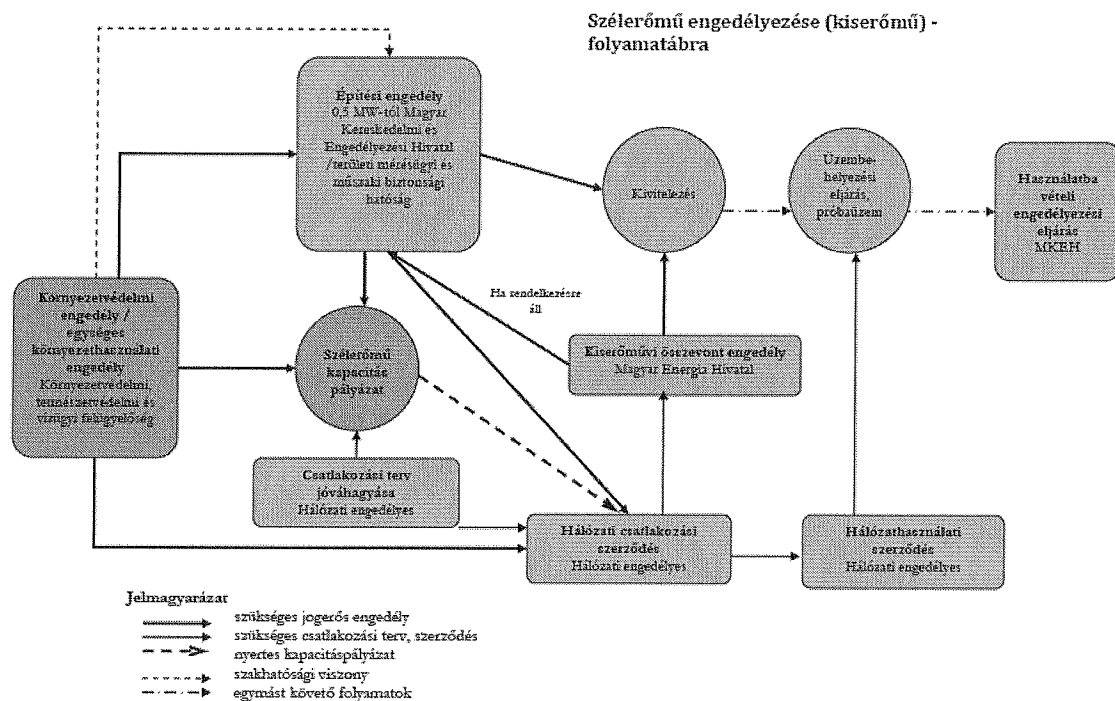 Szélerőmű engedélyezése (kiserőmű) -
folyamatábra
Építési engedély
0,5 MW-tól Magyar
Kereskedelmi és
Engedélyezési Hivatal
/területi mérésügyi és
műszaki biztonsági
hatóság
Kivitelezés
Üzembe-
helyezési
eljárás,
próbaüzem
Használatba
vételi
engedélyezési
eljárás
MKEH
Környezetvédelmi
engedély /
egységes
környezethasználati
engedély
Környezetvédelmi,
természetvédelmi és
vízügyi felügyelőség
Szélerőmű
kapacitás
pályázat
Ha rendelkezésre
áll
Kiserőművi összevont engedély
Magyar Energia Hivatal
Csatlakozási terv
jóváhagyása
Hálózati engedélyes
Hálózati csatlakozási
szerződés
Hálózati engedélyes
Hálózathasználati
szerződés
Hálózati engedélyes
Jelmagyarázat
szükséges jogerős engedély
szükséges csatlakozási terv, szerződés
nyertes kapacitáspályázat
szakhatósági viszony
egymást követő folyamatok